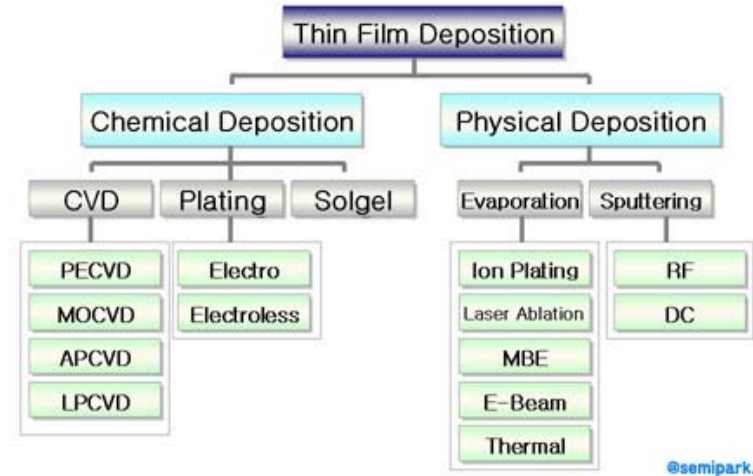 Thin Film Deposition
Chemical Deposition
Physical Deposition
CVD
Plating
Solgel
Evaporation
Sputtering
PECVD
MOCVD
APCVD
LPCVD
Electro
Electroless
Ion Plating
Laser Ablation
MBE
E-Beam
Thermal
RF
DC
@semipark